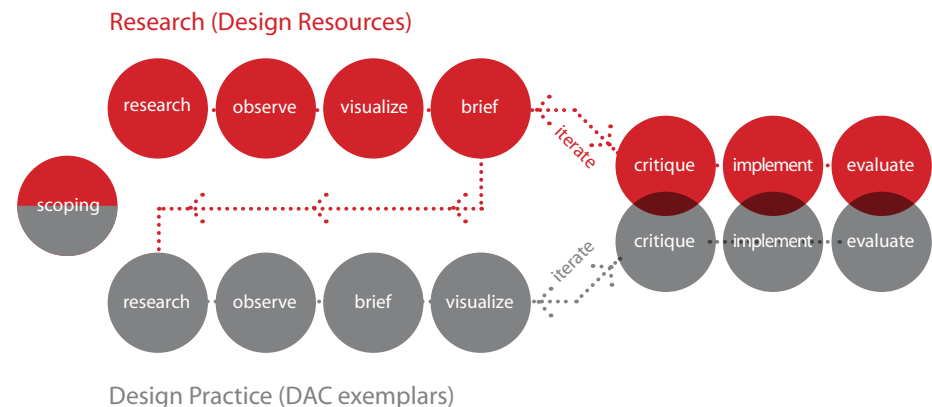 Research (Design Resources)
research observe visualize brief
iterate
critique implement evaluate
scoping
critique implement evaluate
iterate
research observe brief visualize
Design Practice (DAC exemplars)